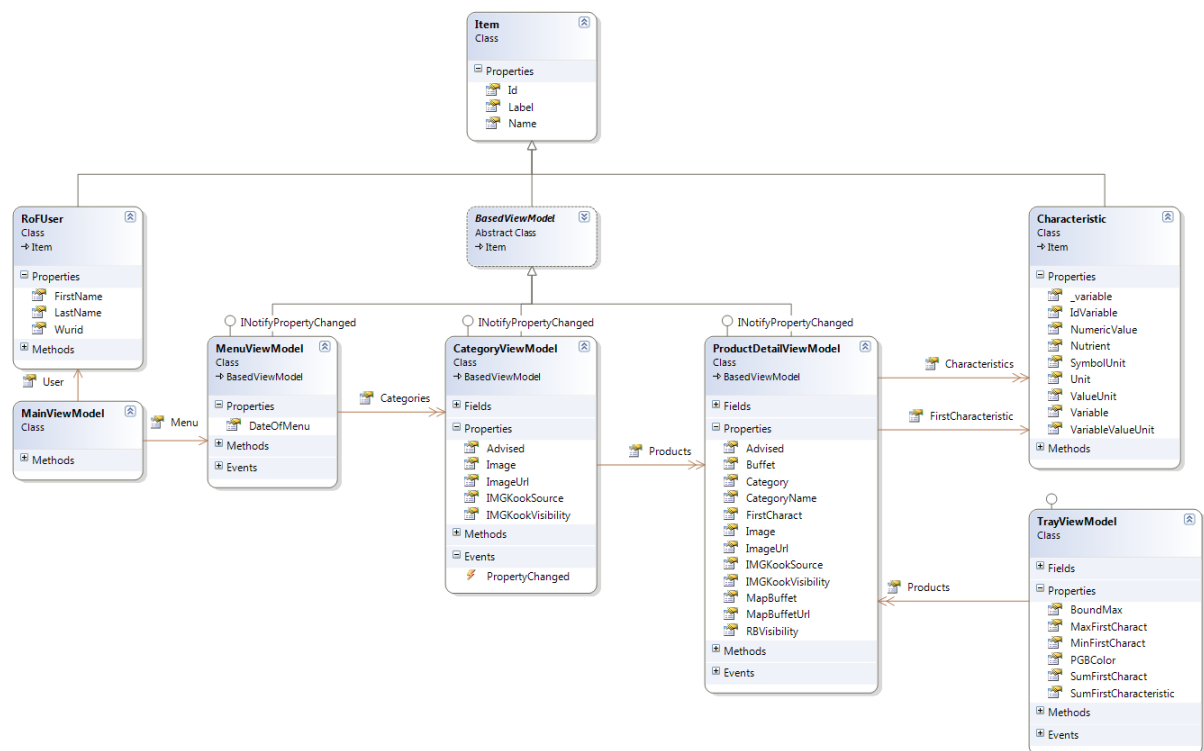 Item
Class
Properties
Id
Label
Name
RoFUser
Class
Item
Properties
FirstName
LastName
Wurid
Methods
BasedViewModel
Abstract Class
Item
Characteristic
Class
Item
Properties
_variable
IdVariable
NumericValue
Nutrient
SymbolUnit
Unit
ValueUnit
Variable
VariableValueUnit
Methods
User
MainViewModel
Class
Methods
Menu
INotifyPropertyChanged
MenuViewModel
Class
BasedViewModel
Properties
DateOfMenu
Methods
Events
Categories
INotifyPropertyChanged
CategoryViewModel
Class
BasedViewModel
Fields
Properties
Advised
Image
ImageUrl
IMGKookSource
IMGKookVisibility
Methods
Events
PropertyChanged
Products
INotifyPropertyChanged
ProductDetailViewModel
Class
BasedViewModel
Fields
Properties
Advised
Buffet
Category
CategoryName
FirstCharact
Image
ImageUrl
IMGKookSource
IMGKookVisibility
MapBuffet
MapBuffetUrl
RBVisibility
Methods
Events
Characteristics
FirstCharacteristic
Products
TrayViewModel
Class
Fields
Properties
BoundMax
MaxFirstCharact
MinFirstCharact
PGBColor
SumFirstCharact
SumFirstCharacteristic
Methods
Events